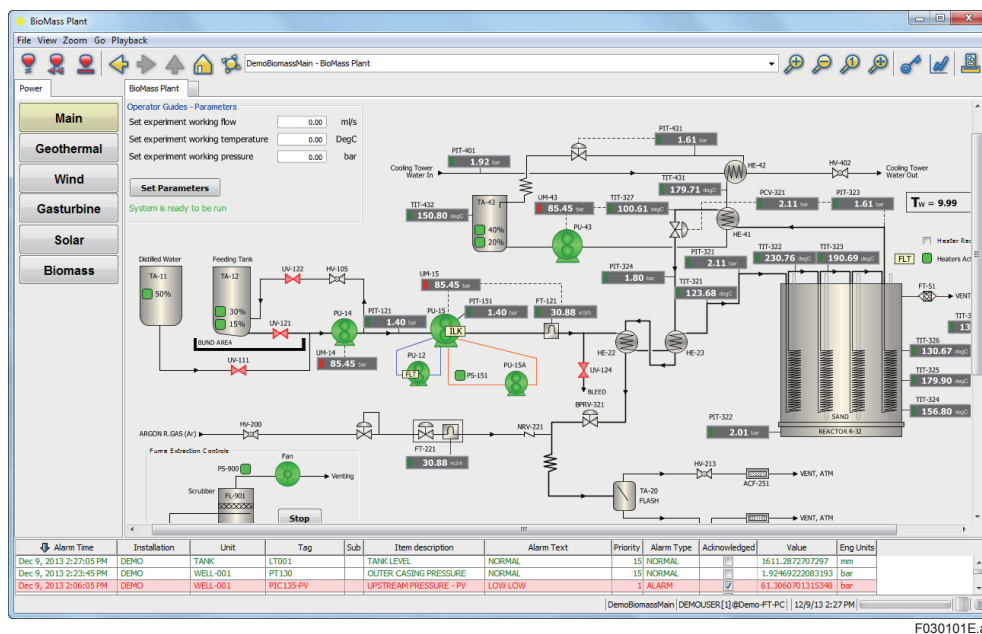 BioMass Plant
File View Zoom Go Playback
DemoBiomassMain - BioMass Plant
Power
BioMass Plant
Main
Geothermal
Wind
Gasturbine
Solar
Biomass
Operator Guides - Parameters
Set experiment working flow 0.00 ml/s
Set experiment working temperature 0.00 DegC
Set experiment working pressure 0.00 bar
Set Parameters
System is ready to be run
PIT-431
1.61 bar
PIT-401
1.92 bar
Cooling Tower
Water In
HE-42
HV-402
Cooling Tower
Water Out
TIT-431
179.71 degC
TIT-432
150.80 degC
TA-43
40%
20%
UM-43
85.45 bar
TIT-327
100.61 degC
PU-43
PCV-321
2.11 bar
PIT-323
1.61 bar
HE-41
TW = 9.99
Heater Rea
FLT
Heaters Act
PIT-321
2.11 bar
TIT-322
230.76 degC
TIT-323
190.69 degC
PIT-324
1.80 bar
TIT-321
123.68 degC
FT-51
VENT
Distilled Water
TA-11
50%
Feeding Tank
TA-12
30%
15%
BUND AREA
UV-122
HV-105
UV-121
UV-111
PU-14
UM-14
85.45 bar
PIT-121
1.40 bar
UM-15
85.45 bar
PU-15
ILK
PIT-151
1.40 bar
FT-121
30.88 m3/h
PU-12
FLT
PS-151
PU-15A
HE-22
HE-23
UV-124
BLEED
BPRV-321
TIT-3
13
TIT-326
130.67 degC
TIT-325
179.90 degC
TIT-324
156.80 degC
PIT-322
2.01 bar
SAND
REACTOR R-32
ARGON R.GAS (Ar)
HV-200
FT-221
30.88 m3/h
NRV-221
Fume Extraction Controls
PS-900
Fan
Venting
Scrubber
FL-901
Stop
TA-20
FLASH
HV-213
ACF-251
VENT, ATM
VENT, ATM
Alarm Time Installation Unit Tag Sub Item description Alarm Text Priority Alarm Type Acknowledged Value Eng Units
Dec 9, 2013 2:27:05 PM DEMO TANK LT001 TANK LEVEL NORMAL 15 NORMAL 1611.2872707297 mm
Dec 9, 2013 2:23:45 PM DEMO WELL-001 PT130 OUTER CASING PRESSURE NORMAL 15 NORMAL 1.92469222083193 bar
Dec 9, 2013 2:06:05 PM DEMO WELL-001 PIC135-PV UPSTREAM PRESSURE - PV LOW LOW 1 ALARM 61.3060701315348 bar
DemoBiomassMain DEMOUSER[1]@Demo-FT-PC 12/9/13 2:27 PM
F030101E.a